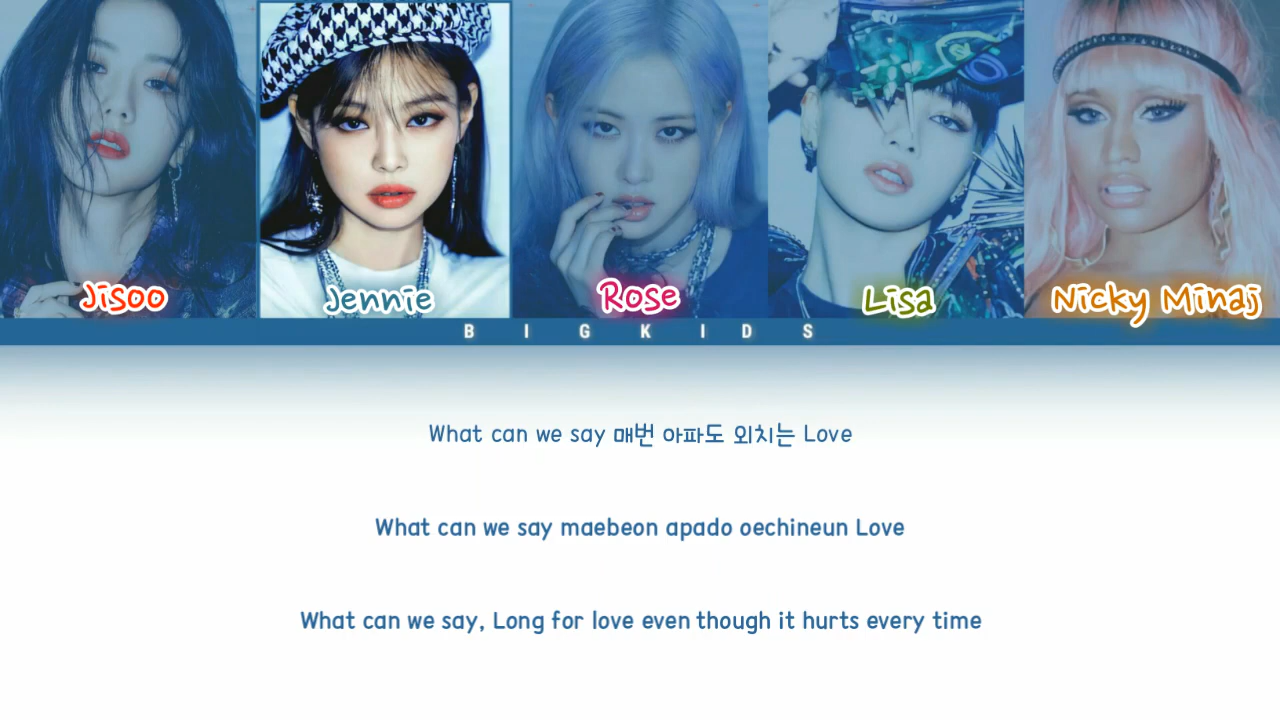 Jisoo
Jennie
Rose
Lisa
Nicky Minaj
BIGKIDS
What can we say 매번 아파도 외치는 Love
What can we say maebeon apado oechineun Love
What can we say, Long for love even though it hurts every time